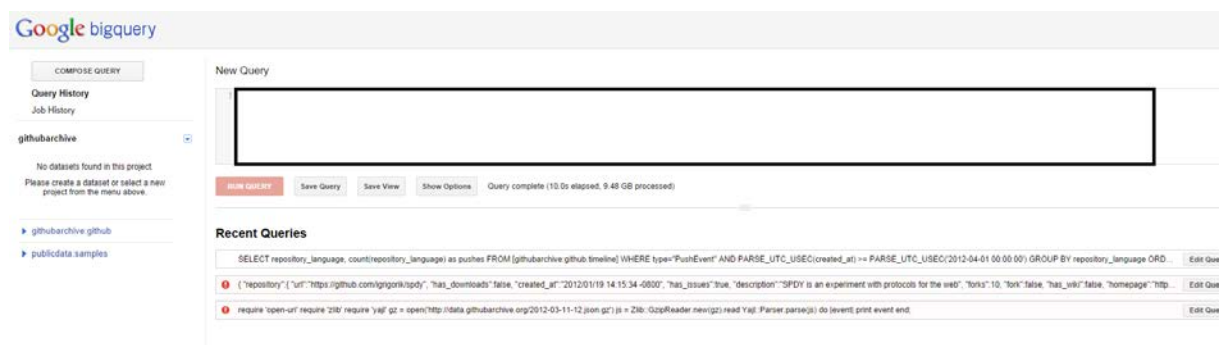 Google bigquery
COMPOSE QUERY
Query History
Job History
githubarchive
No datasets found in this project.
Please create a dataset or select a new
project from the menu above.
githubarchive:github
publicdata:samples
New Query
1
RUN QUERY Save Query Save View Show Options Query complete (10.0s elapsed, 9.48 GB processed)
Recent Queries
SELECT repository_language, count(repository_language) as pushes FROM [githubarchive:github.timeline] WHERE type="PushEvent" AND PARSE_UTC_USEC(created_at) >= PARSE_UTC_USEC('2012-04-01 00:00:00') GROUP BY repository_language ORD... Edit Que
{ "repository":{ "url":"https://github.com/igrigorik/spdy", "has_downloads":false, "created_at":"2012/01/19 14:15:34 -0800", "has_issues":true, "description":"SPDY is an experiment with protocols for the web", "forks":10, "fork":false, "has_wiki":false, "homepage":"http... Edit Que
require 'open-uri' require 'zlib' require 'yajl' gz = open('http://data.githubarchive.org/2012-03-11-12.json.gz') js = Zlib::GzipReader.new(gz).read Yajl::Parser.parse(js) do |event| print event end; Edit Que